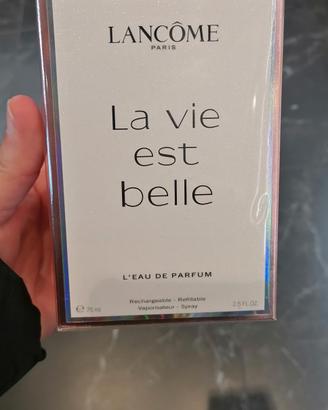 LANCÔME
PARIS
La vie
est
belle
L'EAU DE PARFUM
Rechargeable - Refillable
Vaporisateur - Spray
℮ 75 ml 2.5 FL.OZ.